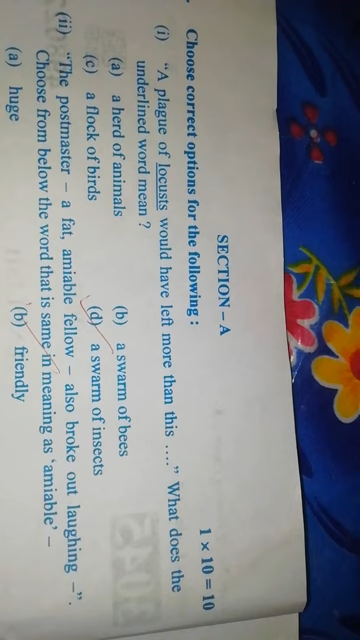 SECTION – A
Choose correct options for the following : 1 × 10 = 10
(i) “A plague of locusts would have left more than this ....” What does the
underlined word mean ?
(a) a herd of animals (b) a swarm of bees
(c) a flock of birds (d) a swarm of insects
(ii) “The postmaster – a fat, amiable fellow – also broke out laughing –”.
Choose from below the word that is same in meaning as ‘amiable’ –
(a) huge (b) friendly